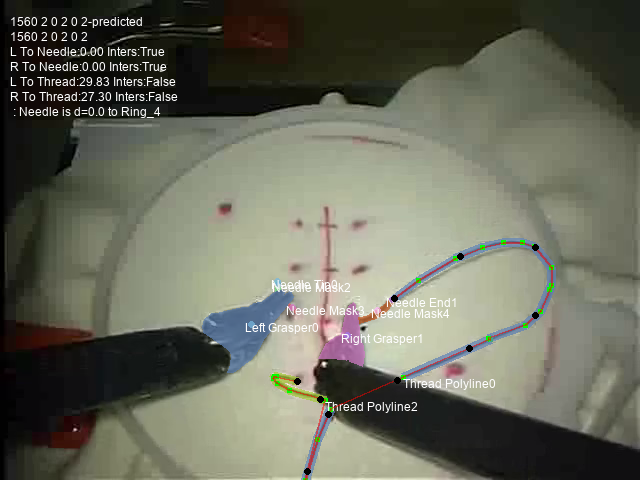 1560 2 0 2 0 2-predicted
1560 2 0 2 0 2
L To Needle:0.00 Inters:True
R To Needle:0.00 Inters:True
L To Thread:29.83 Inters:False
R To Thread:27.30 Inters:False
: Needle is d=0.0 to Ring_4
Needle Tip0
Needle Mask2
Needle End1
Needle Mask3
Needle Mask4
Left Grasper0
Right Grasper1
Thread Polyline0
Thread Polyline2